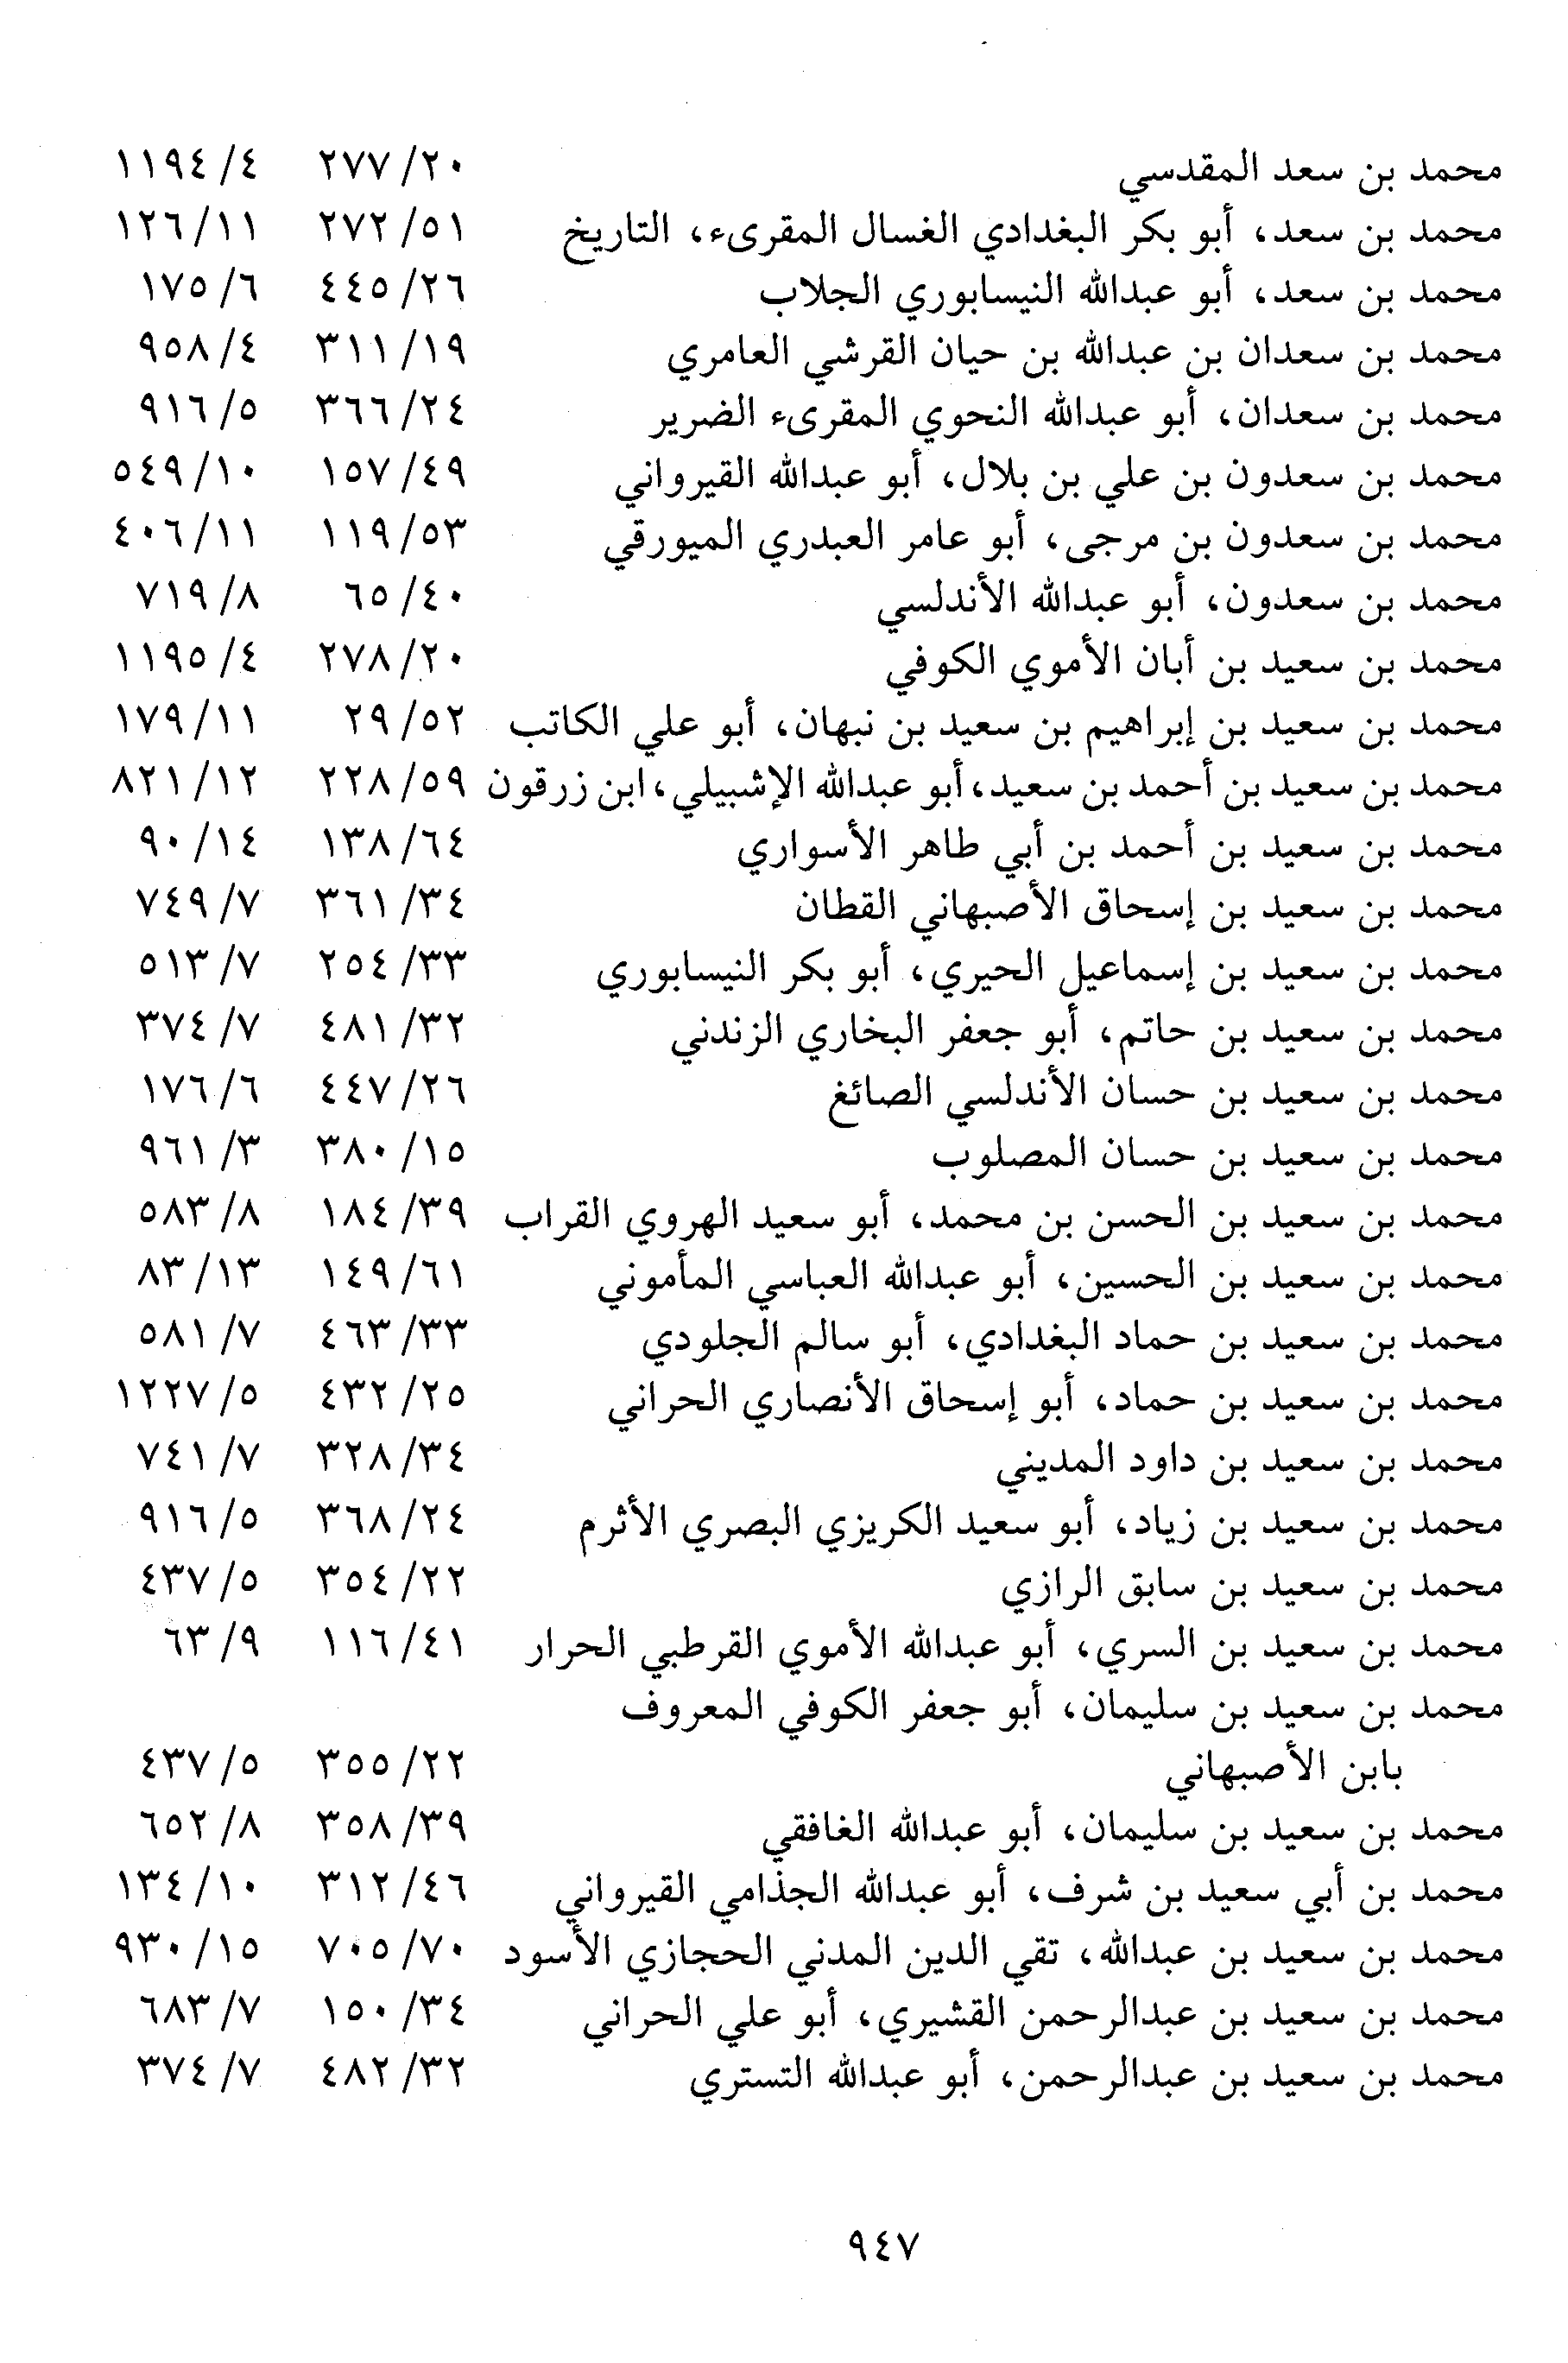 محمد بن سعد المقدسي ٢٠/٢٧٧ ٤/١١٩٤
محمد بن سعد، أبو بكر البغدادي الغسال المقرىء، التاريخ ٥١/٢٧٢ ١١/١٢٦
محمد بن سعد، أبو عبدالله النيسابوري الجلاب ٢٦/٤٤٥ ٦/١٧٥
محمد بن سعدان بن عبدالله بن حيان القرشي العامري ١٩/٣١١ ٤/٩٥٨
محمد بن سعدان، أبو عبدالله النحوي المقرىء الضرير ٢٤/٣٦٦ ٥/٩١٦
محمد بن سعدون بن علي بن بلال، أبو عبدالله القيرواني ٤٩/١٥٧ ١٠/٥٤٩
محمد بن سعدون بن مرجى، أبو عامر العبدري الميورقي ٥٣/١١٩ ١١/٤٠٦
محمد بن سعدون، أبو عبدالله الأندلسي ٤٠/٦٥ ٨/٧١٩
محمد بن سعيد بن أبان الأموي الكوفي ٢٠/٢٧٨ ٤/١١٩٥
محمد بن سعيد بن إبراهيم بن سعيد بن نبهان، أبو علي الكاتب ٥٢/٢٩ ١١/١٧٩
محمد بن سعيد بن أحمد بن سعيد، أبو عبدالله الإشبيلي، ابن زرقون ٥٩/٢٢٨ ١٢/٨٢١
محمد بن سعيد بن أحمد بن أبي طاهر الأسواري ٦٤/١٣٨ ١٤/٩٠
محمد بن سعيد بن إسحاق الأصبهاني القطان ٣٤/٣٦١ ٧/٧٤٩
محمد بن سعيد بن إسماعيل الحيري، أبو بكر النيسابوري ٣٣/٢٥٤ ٧/٥١٣
محمد بن سعيد بن حاتم، أبو جعفر البخاري الزندني ٣٢/٤٨١ ٧/٣٧٤
محمد بن سعيد بن حسان الأندلسي الصائغ ٢٦/٤٤٧ ٦/١٧٦
محمد بن سعيد بن حسان المصلوب ١٥/٣٨٠ ٣/٩٦١
محمد بن سعيد بن الحسن بن محمد، أبو سعيد الهروي القراب ٣٩/١٨٤ ٨/٥٨٣
محمد بن سعيد بن الحسين، أبو عبدالله العباسي المأموني ٦١/١٤٩ ١٣/٨٣
محمد بن سعيد بن حماد البغدادي، أبو سالم الجلودي ٣٣/٤٦٣ ٧/٥٨١
محمد بن سعيد بن حماد، أبو إسحاق الأنصاري الحراني ٢٥/٤٣٢ ٥/١٢٢٧
محمد بن سعيد بن داود المديني ٣٤/٣٢٨ ٧/٧٤١
محمد بن سعيد بن زياد، أبو سعيد الكريزي البصري الأثرم ٢٤/٣٦٨ ٥/٩١٦
محمد بن سعيد بن سابق الرازي ٢٢/٣٥٤ ٥/٤٣٧
محمد بن سعيد بن السري، أبو عبدالله الأموي القرطبي الحرار ٤١/١١٦ ٩/٦٣
محمد بن سعيد بن سليمان، أبو جعفر الكوفي المعروف
بابن الأصبهاني ٢٢/٣٥٥ ٥/٤٣٧
محمد بن سعيد بن سليمان، أبو عبدالله الغافقي ٣٩/٣٥٨ ٨/٦٥٢
محمد بن أبي سعيد بن شرف، أبو عبدالله الجذامي القيرواني ٤٦/٣١٢ ١٠/١٣٤
محمد بن سعيد بن عبدالله، تقي الدين المدني الحجازي الأسود ٧٠/٧٠٥ ١٥/٩٣٠
محمد بن سعيد بن عبدالرحمن القشيري، أبو علي الحراني ٣٤/١٥٠ ٧/٦٨٣
محمد بن سعيد بن عبدالرحمن، أبو عبدالله التستري ٣٢/٤٨٢ ٧/٣٧٤
٩٤٧